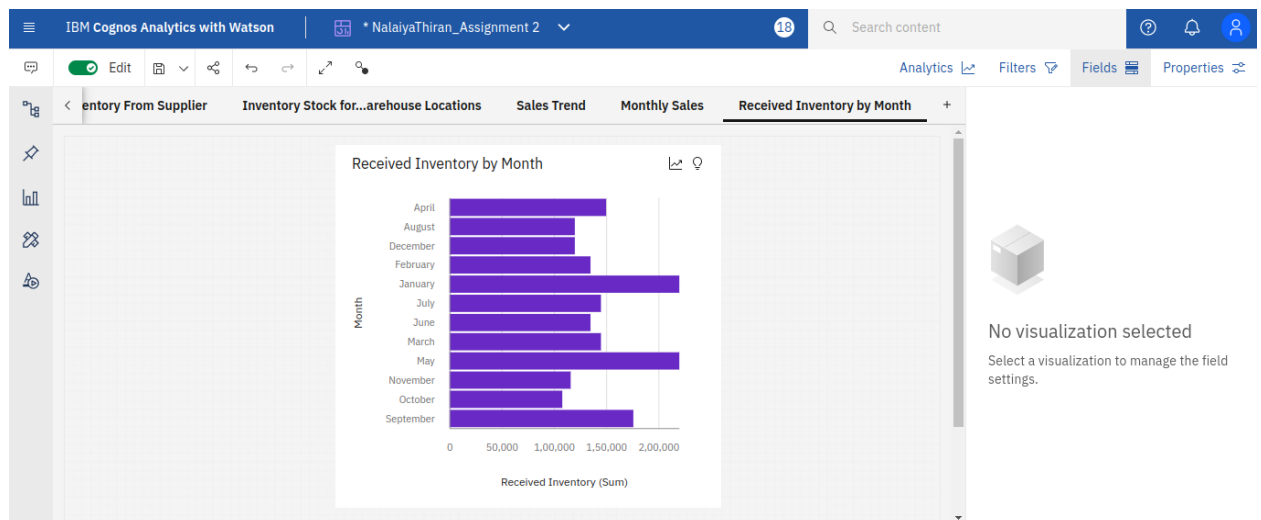 IBM Cognos Analytics with Watson
* NalaiyaThiran_Assignment 2
18
Search content
Edit
Analytics
Filters
Fields
Properties
entory From Supplier
Inventory Stock for...arehouse Locations
Sales Trend
Monthly Sales
Received Inventory by Month
+
Received Inventory by Month
April
August
December
February
January
July
June
March
May
November
October
September
Month
0 50,000 1,00,000 1,50,000 2,00,000
Received Inventory (Sum)
No visualization selected
Select a visualization to manage the field
settings.